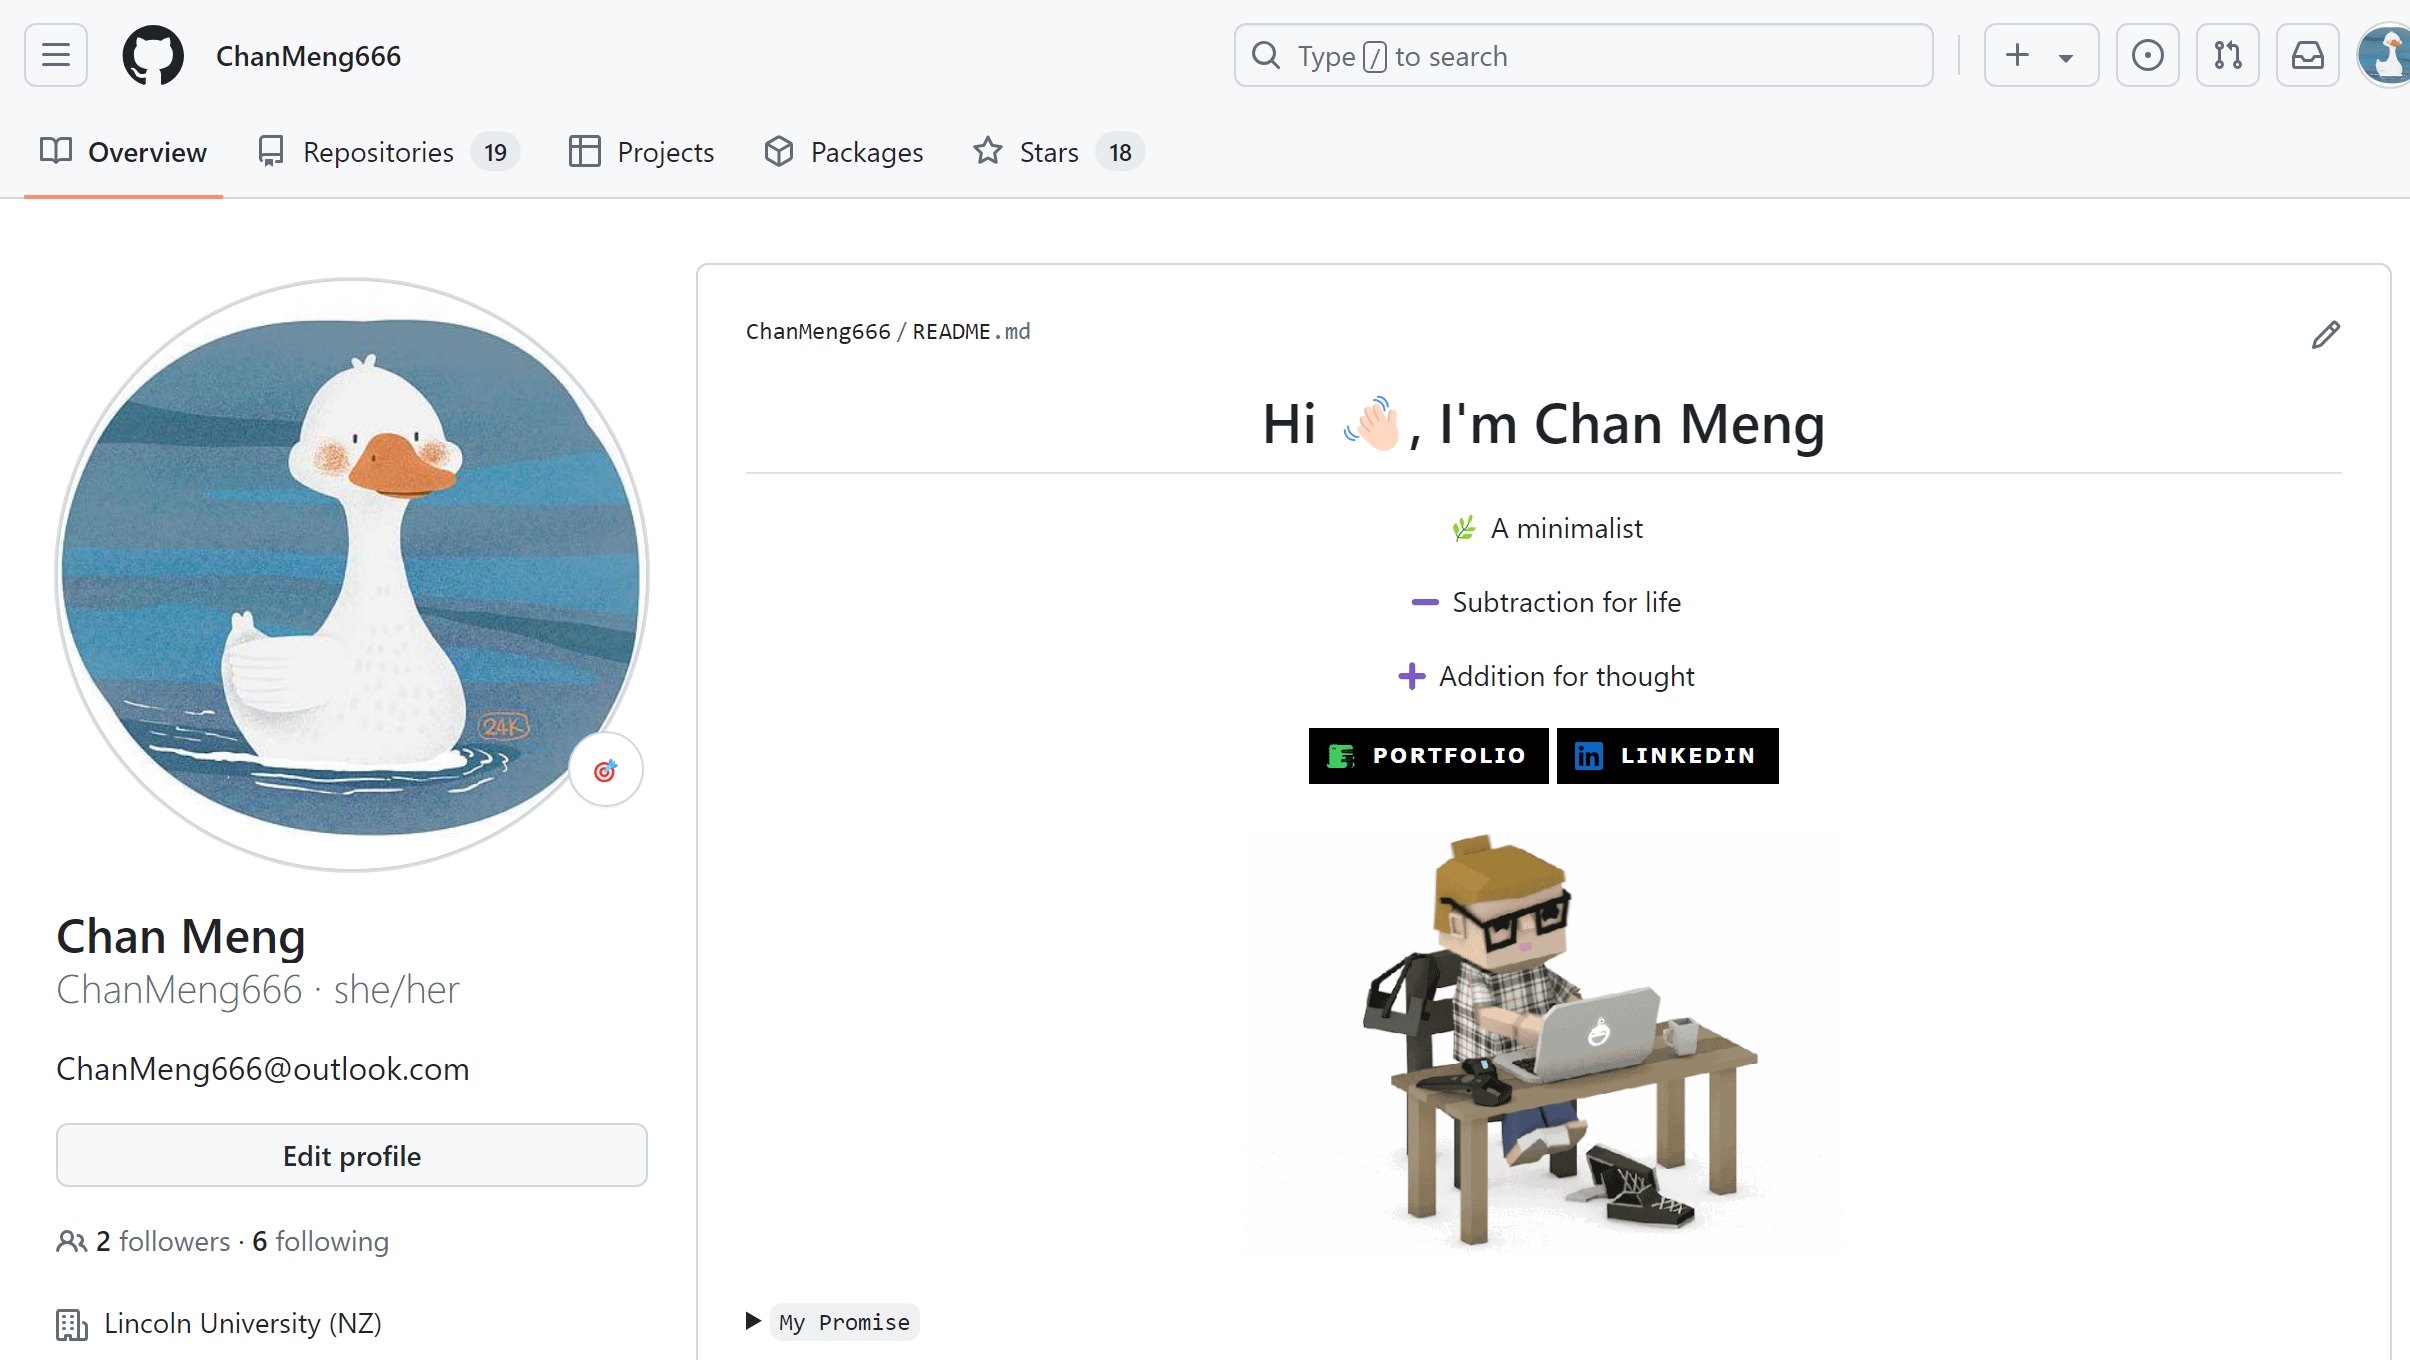 ChanMeng666
Type / to search
Overview
Repositories 19
Projects
Packages
Stars 18
24K
Chan Meng
ChanMeng666 · she/her
ChanMeng666@outlook.com
Edit profile
2 followers · 6 following
Lincoln University (NZ)
ChanMeng666 / README.md
Hi 👋🏻, I'm Chan Meng
🌿 A minimalist
➖ Subtraction for life
➕ Addition for thought
PORTFOLIO
in LINKEDIN
My Promise